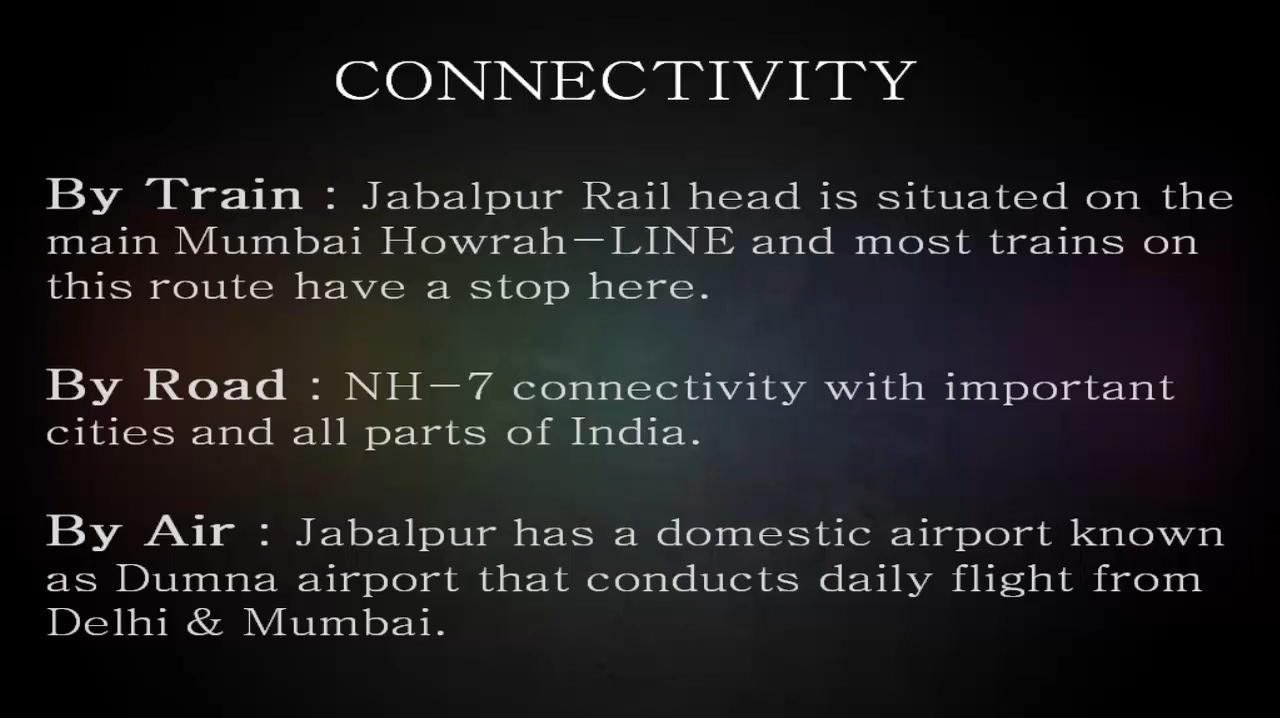 CONNECTIVITY
By Train : Jabalpur Rail head is situated on the
main Mumbai Howrah-LINE and most trains on
this route have a stop here.
By Road : NH-7 connectivity with important
cities and all parts of India.
By Air : Jabalpur has a domestic airport known
as Dumna airport that conducts daily flight from
Delhi & Mumbai.